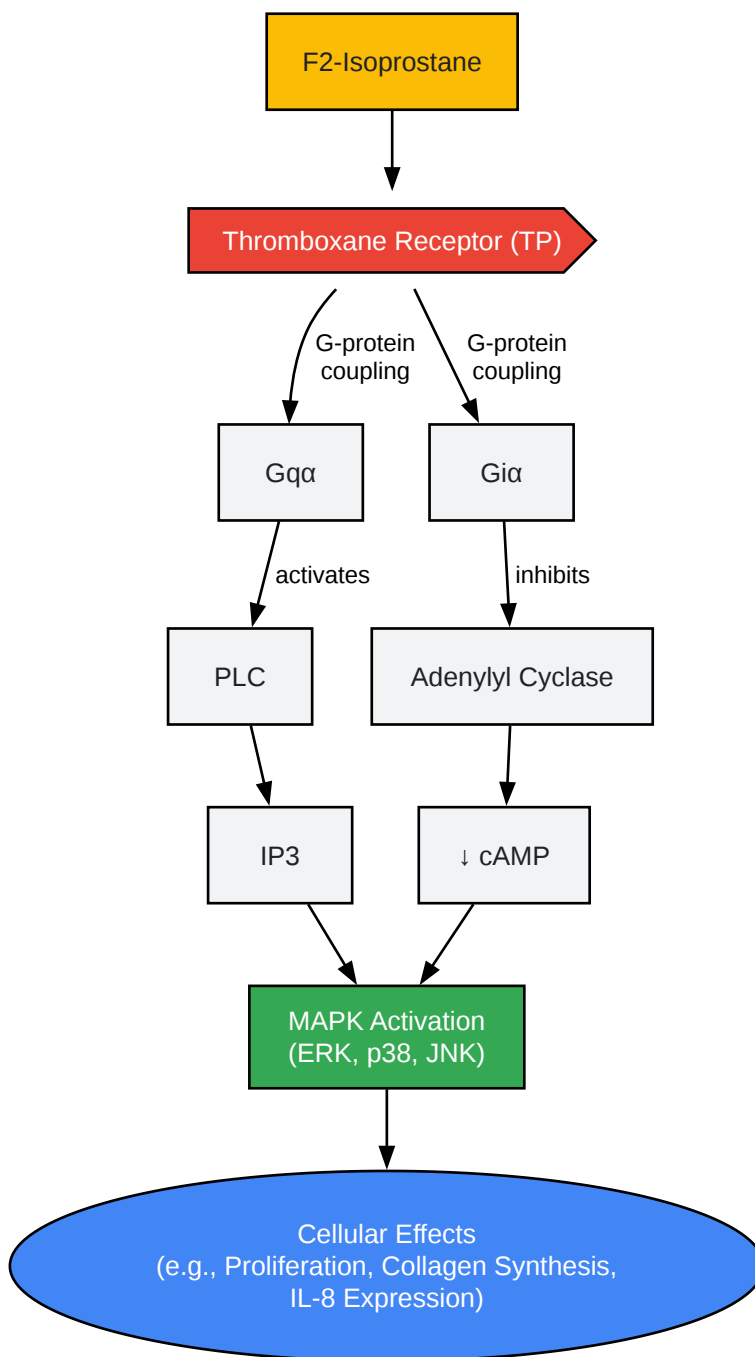 F2-Isoprostane
Thromboxane Receptor (TP)
G-protein
coupling
G-protein
coupling
Gqα
Giα
activates
inhibits
PLC
Adenylyl Cyclase
IP3
↓ cAMP
MAPK Activation
(ERK, p38, JNK)
Cellular Effects
(e.g., Proliferation, Collagen Synthesis,
IL-8 Expression)